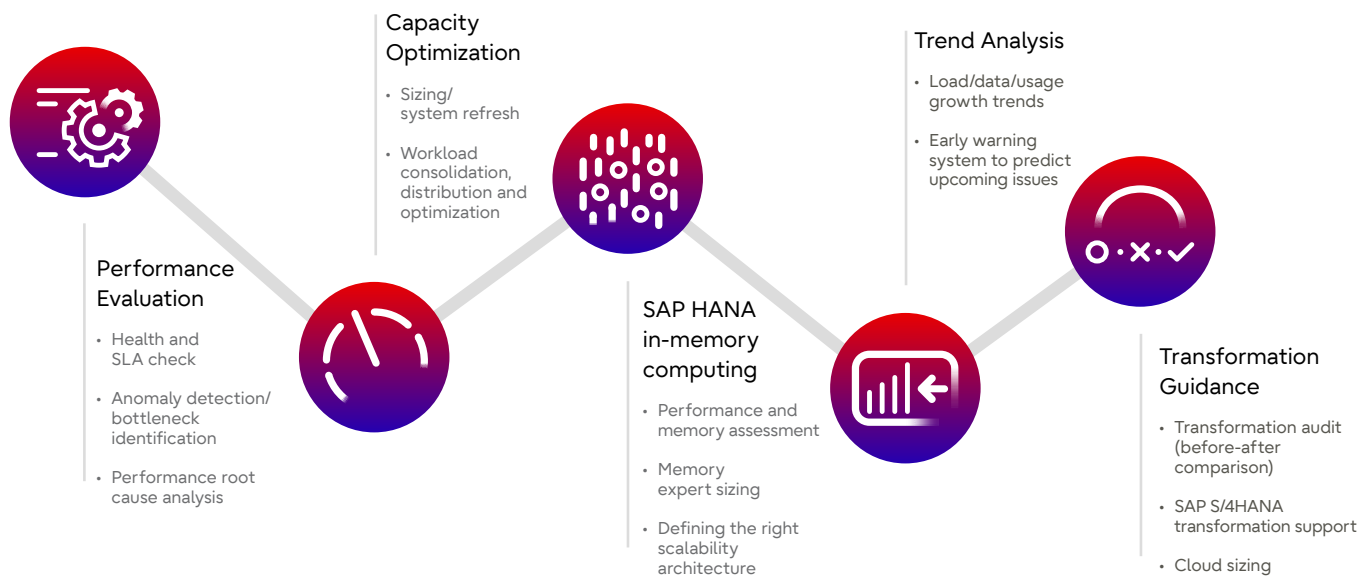 Performance
Evaluation
• Health and
SLA check
• Anomaly detection/
bottleneck
identification
• Performance root
cause analysis
Capacity
Optimization
• Sizing/
system refresh
• Workload
consolidation,
distribution and
optimization
SAP HANA
in-memory
computing
• Performance and
memory assessment
• Memory
expert sizing
• Defining the right
scalability
architecture
Trend Analysis
• Load/data/usage
growth trends
• Early warning
system to predict
upcoming issues
Transformation
Guidance
• Transformation audit
(before-after
comparison)
• SAP S/4HANA
transformation support
• Cloud sizing